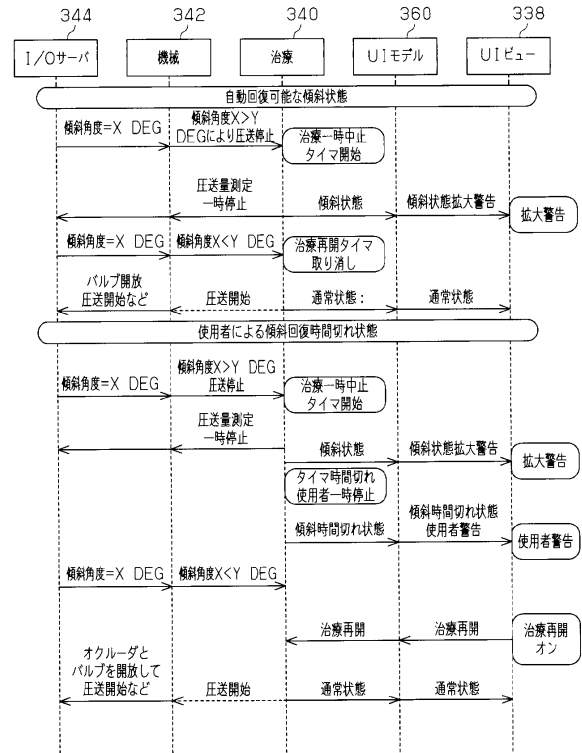 344
342
340
360
338
I/Oサーバ
機械
治療
UIモデル
UIビュー
自動回復可能な傾斜状態
傾斜角度=X DEG
傾斜角度X>Y
DEGにより圧送停止
治療一時中止
タイマ開始
圧送量測定
一時停止
傾斜状態
傾斜状態拡大警告
拡大警告
傾斜角度=X DEG
傾斜角度X<Y DEG
治療再開タイマ
取り消し
バルブ開放
圧送開始など
圧送開始
通常状態:
通常状態
使用者による傾斜回復時間切れ状態
傾斜角度=X DEG
傾斜角度X>Y DEG
圧送停止
治療一時中止
タイマ開始
圧送量測定
一時停止
傾斜状態
傾斜状態拡大警告
拡大警告
タイマ時間切れ
使用者一時停止
傾斜時間切れ状態
傾斜時間切れ状態
使用者警告
使用者警告
傾斜角度=X DEG
傾斜角度X<Y DEG
治療再開
治療再開
治療再開
オン
オクルーダと
バルブを開放して
圧送開始など
圧送開始
通常状態
通常状態